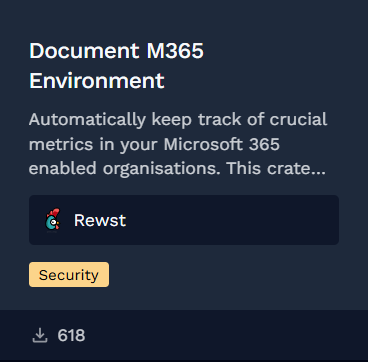 Document M365
Environment
Automatically keep track of crucial
metrics in your Microsoft 365
enabled organisations. This crate...
Rewst
Security
618